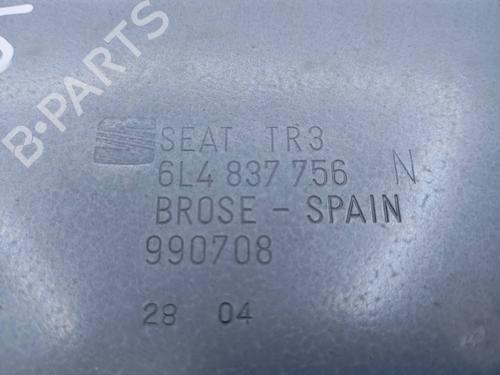 B-PARTS
SEAT TR3
6L4 837 756 N
BROSE - SPAIN
990708
28 04